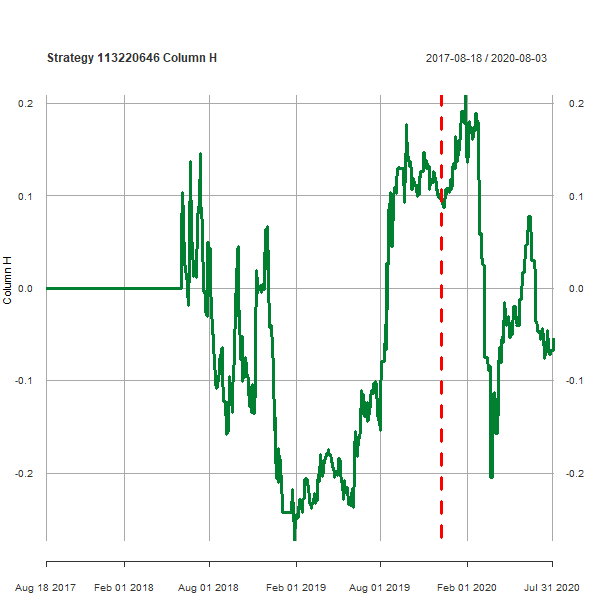 Strategy 113220646 Column H
2017-08-18 / 2020-08-03
0.2 0.2
0.1 0.1
0.0 0.0
-0.1 -0.1
-0.2 -0.2
Column H
Aug 18 2017 Feb 01 2018 Aug 01 2018 Feb 01 2019 Aug 01 2019 Feb 01 2020 Jul 31 2020